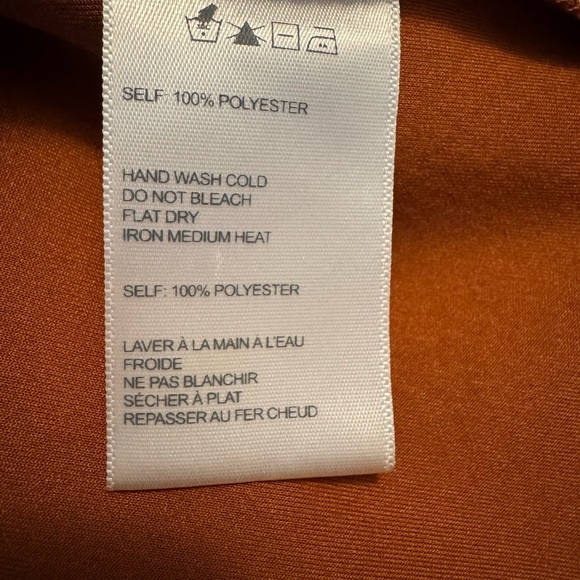 SELF: 100% POLYESTER
HAND WASH COLD
DO NOT BLEACH
FLAT DRY
IRON MEDIUM HEAT
SELF: 100% POLYESTER
LAVER À LA MAIN À L'EAU
FROIDE
NE PAS BLANCHIR
SÉCHER À PLAT
REPASSER AU FER CHEUD